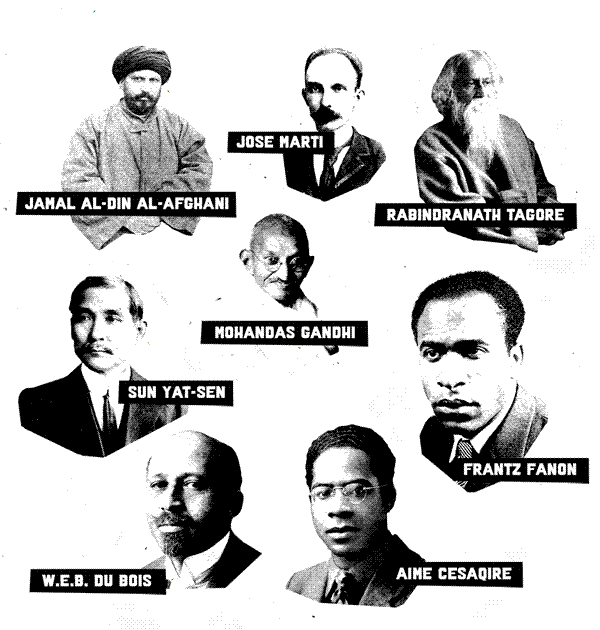 JOSE MARTI
JAMAL AL-DIN AL-AFGHANI
RABINDRANATH TAGORE
MOHANDAS GANDHI
SUN YAT-SEN
FRANTZ FANON
W.E.B. DU BOIS
AIME CESAQIRE